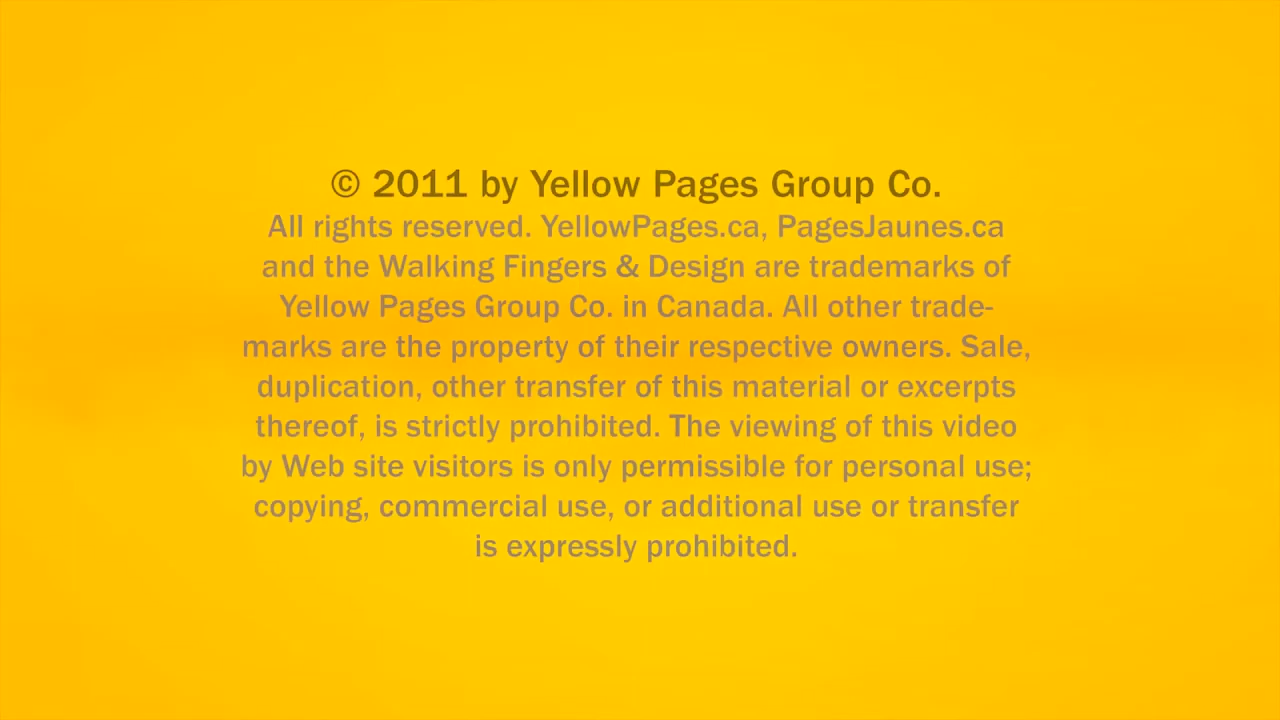 © 2011 by Yellow Pages Group Co.
All rights reserved. YellowPages.ca, PagesJaunes.ca
and the Walking Fingers & Design are trademarks of
Yellow Pages Group Co. in Canada. All other trade-
marks are the property of their respective owners. Sale,
duplication, other transfer of this material or excerpts
thereof, is strictly prohibited. The viewing of this video
by Web site visitors is only permissible for personal use;
copying, commercial use, or additional use or transfer
is expressly prohibited.